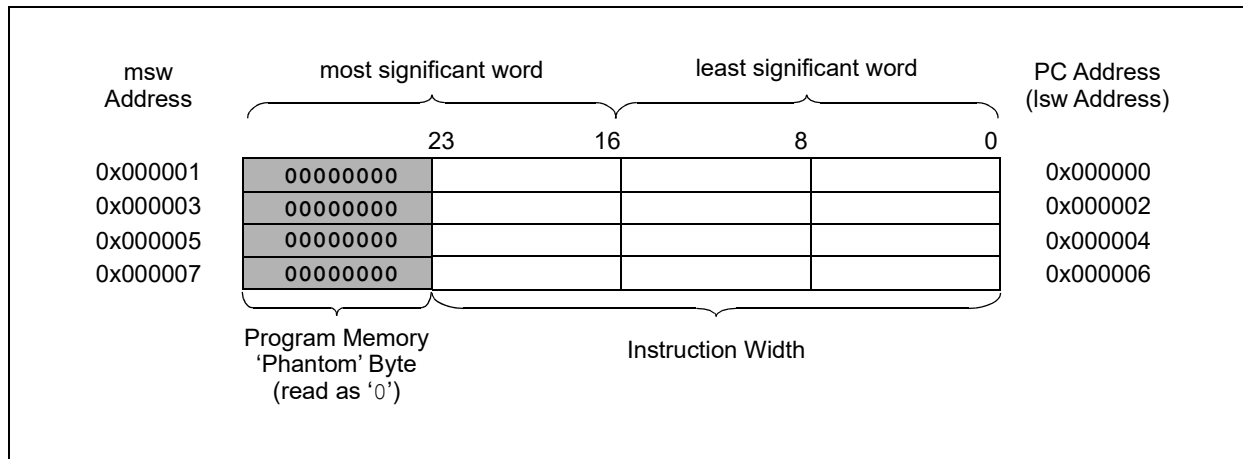 msw
Address
most significant word
least significant word
PC Address
(lsw Address)
23
16
8
0
0x000001
00000000
0x000000
0x000003
00000000
0x000002
0x000005
00000000
0x000004
0x000007
00000000
0x000006
Program Memory
‘Phantom’ Byte
(read as ‘0’)
Instruction Width